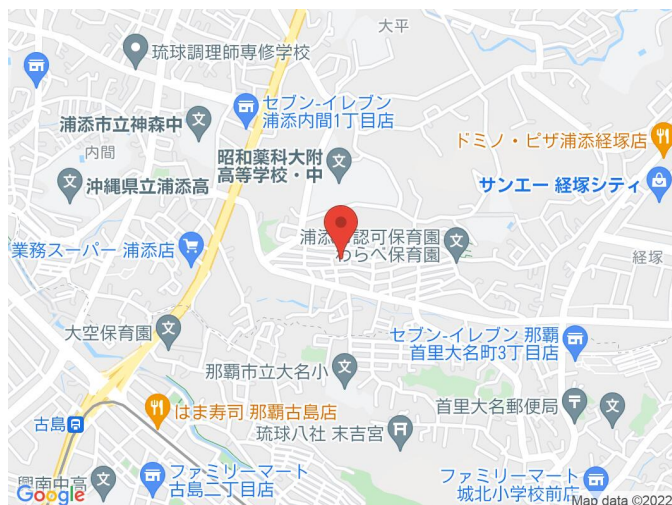 大平
琉球調理師専修学校
セブン-イレブン
浦添内間1丁目店
浦添市立神森中
内間
昭和薬科大附
高等学校・中
ドミノ・ピザ浦添経塚店
沖縄県立浦添高
サンエー 経塚シティ
業務スーパー 浦添店
浦添 認可保育園
わらべ保育園
経塚
大空保育園
セブン-イレブン 那覇
首里大名町3丁目店
那覇市立大名小
はま寿司 那覇古島店
首里大名郵便局
古島
琉球八社 末吉宮
興南中高
ファミリーマート
古島二丁目店
ファミリーマート
城北小学校前店
Google
Map data ©2022